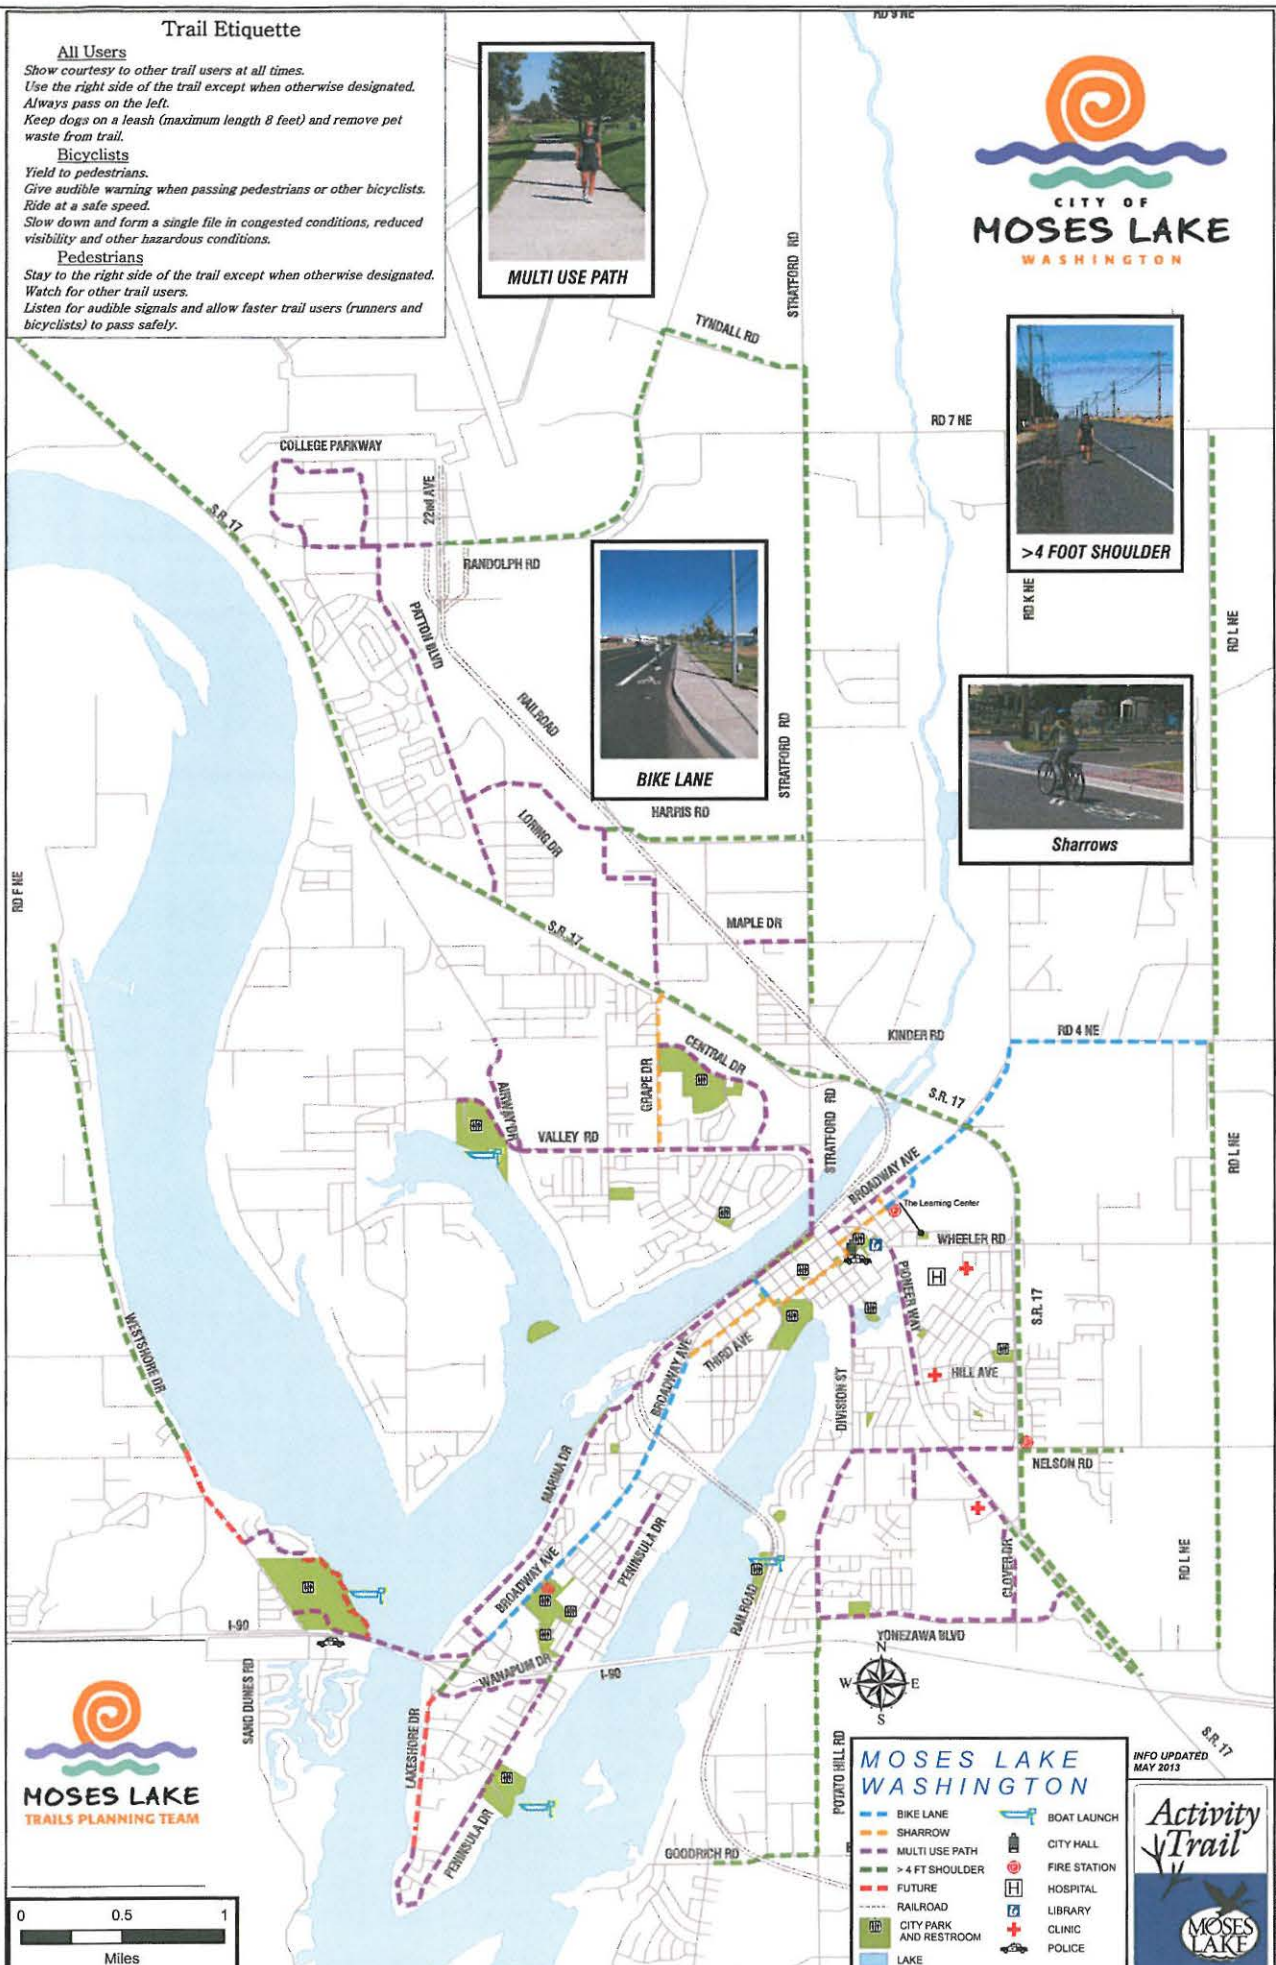 Trail Etiquette
All Users
Show courtesy to other trail users at all times.
Use the right side of the trail except when otherwise designated.
Always pass on the left.
Keep dogs on a leash (maximum length 8 feet) and remove pet
waste from trail.
Bicyclists
Yield to pedestrians.
Give audible warning when passing pedestrians or other bicyclists.
Ride at a safe speed.
Slow down and form a single file in congested conditions, reduced
visibility and other hazardous conditions.
Pedestrians
Stay to the right side of the trail except when otherwise designated.
Watch for other trail users.
Listen for audible signals and allow faster trail users (runners and
bicyclists) to pass safely.
MULTI USE PATH
RD 9 NE
CITY OF
MOSES LAKE
WASHINGTON
STRATFORD RD
TYNDALL RD
RD 7 NE
>4 FOOT SHOULDER
COLLEGE PARKWAY
22nd AVE
S.R. 17
RANDOLPH RD
RD K NE
RD L NE
PATTON BLVD
RAILROAD
BIKE LANE
STRATFORD RD
HARRIS RD
LORING DR
Sharrows
RD F NE
MAPLE DR
S.R. 17
KINDER RD
RD 4 NE
CENTRAL DR
GRAPE DR
AIRWAY DR
VALLEY RD
STRATFORD RD
S.R. 17
RD L NE
BROADWAY AVE
The Learning Center
WHEELER RD
PIONEER WAY
H
S.R. 17
WESTSHORE DR
BROADWAY AVE
THIRD AVE
DIVISION ST
HILL AVE
MARINA DR
NELSON RD
BROADWAY AVE
PENINSULA DR
CLOVER DR
RD L NE
RAILROAD
I-90
YONEZAWA BLVD
WANAPUM DR
I-90
SAND DUNES RD
LAKESHORE DR
N
W E
S
POTATO HILL RD
S.R. 17
PENINSULA DR
GOODRICH RD
MOSES LAKE
TRAILS PLANNING TEAM
0 0.5 1
Miles
MOSES LAKE
WASHINGTON
BIKE LANE
SHARROW
MULTI USE PATH
> 4 FT SHOULDER
FUTURE
RAILROAD
CITY PARK
AND RESTROOM
LAKE
BOAT LAUNCH
CITY HALL
FIRE STATION
H HOSPITAL
LIBRARY
CLINIC
POLICE
INFO UPDATED
MAY 2013
Activity
Trail
MOSES
LAKE